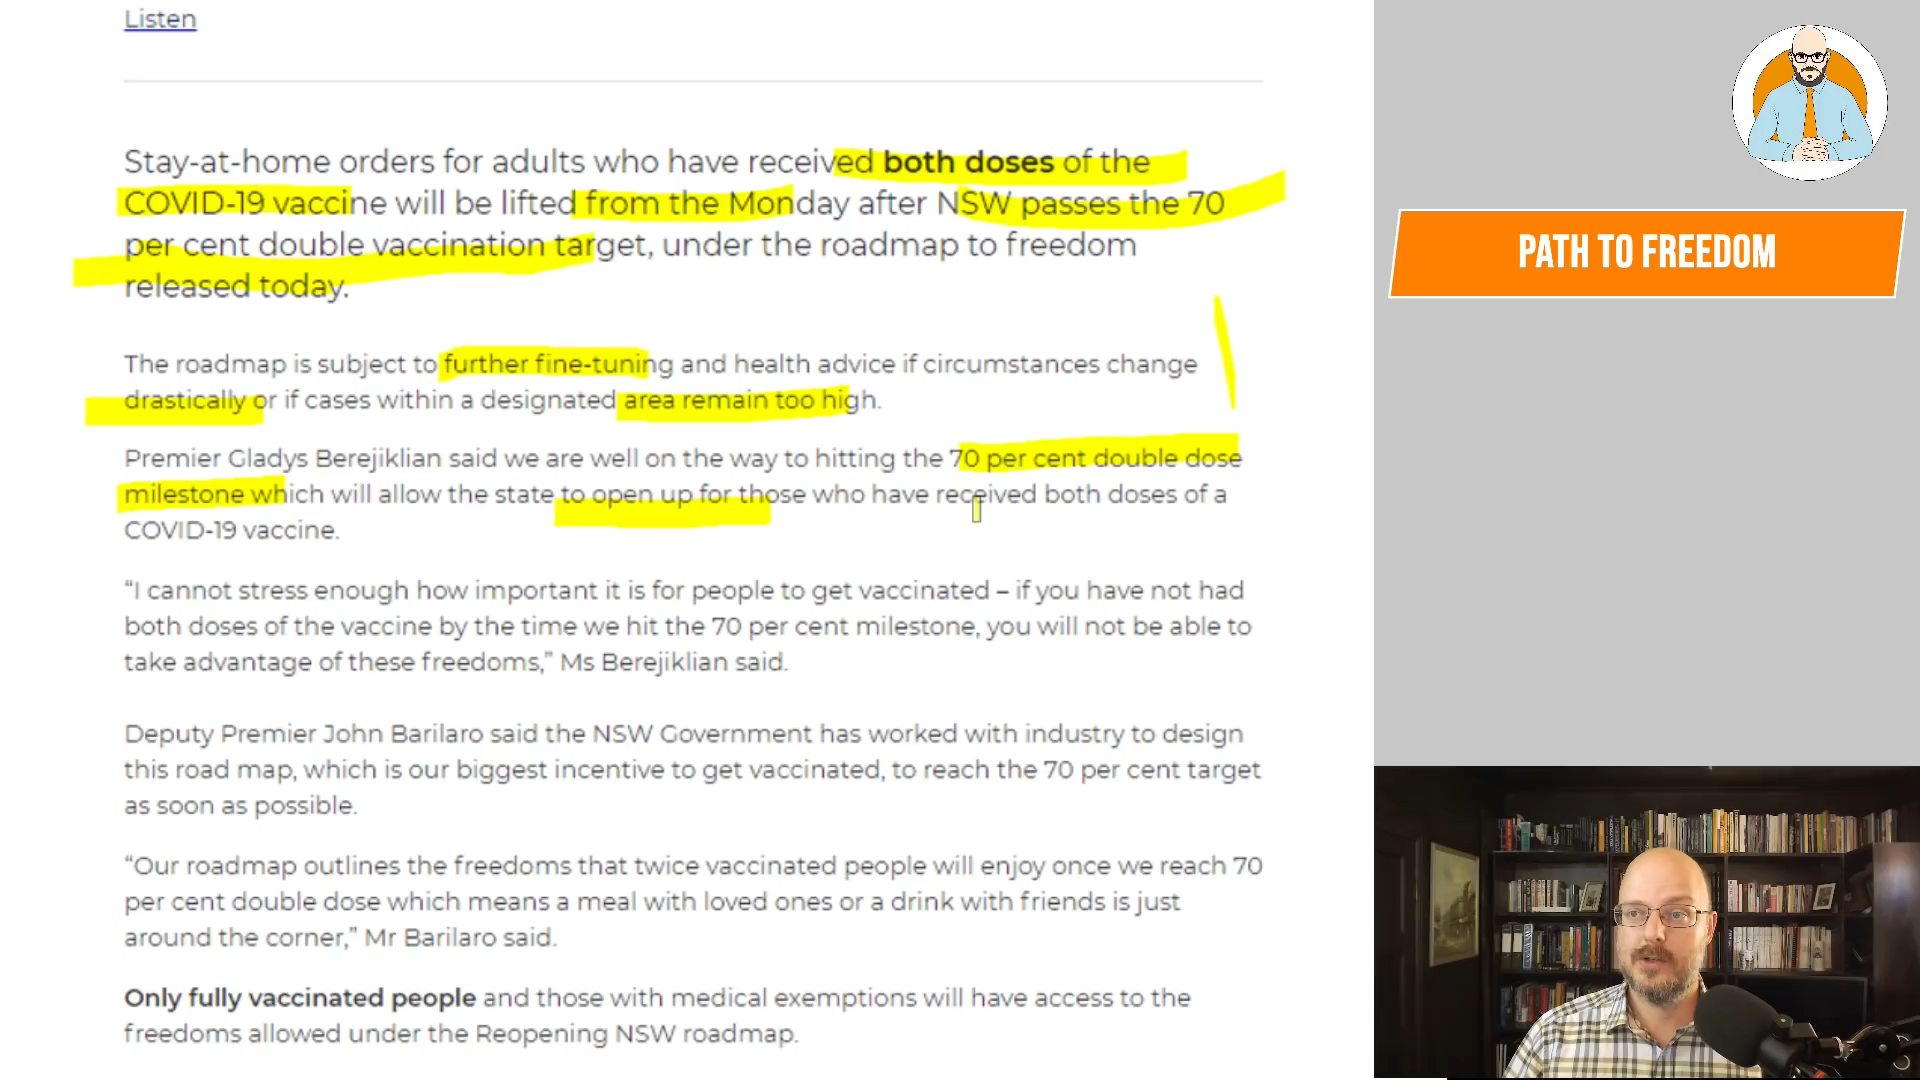 Listen
Stay-at-home orders for adults who have received both doses of the
COVID-19 vaccine will be lifted from the Monday after NSW passes the 70
per cent double vaccination target, under the roadmap to freedom
released today.
The roadmap is subject to further fine-tuning and health advice if circumstances change
drastically or if cases within a designated area remain too high.
Premier Gladys Berejiklian said we are well on the way to hitting the 70 per cent double dose
milestone which will allow the state to open up for those who have received both doses of a
COVID-19 vaccine.
“I cannot stress enough how important it is for people to get vaccinated – if you have not had
both doses of the vaccine by the time we hit the 70 per cent milestone, you will not be able to
take advantage of these freedoms,” Ms Berejiklian said.
Deputy Premier John Barilaro said the NSW Government has worked with industry to design
this road map, which is our biggest incentive to get vaccinated, to reach the 70 per cent target
as soon as possible.
“Our roadmap outlines the freedoms that twice vaccinated people will enjoy once we reach 70
per cent double dose which means a meal with loved ones or a drink with friends is just
around the corner,” Mr Barilaro said.
Only fully vaccinated people and those with medical exemptions will have access to the
freedoms allowed under the Reopening NSW roadmap.
PATH TO FREEDOM